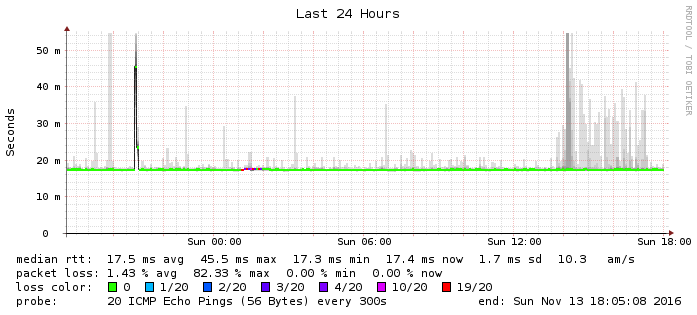 Last 24 Hours
RRDTOOL / TOBI OETIKER
Seconds
50 m
40 m
30 m
20 m
10 m
0
Sun 00:00 Sun 06:00 Sun 12:00 Sun 18:00
median rtt: 17.5 ms avg 45.5 ms max 17.3 ms min 17.4 ms now 1.7 ms sd 10.3 am/s
packet loss: 1.43 % avg 82.33 % max 0.00 % min 0.00 % now
loss color: 0 1/20 2/20 3/20 4/20 10/20 19/20
probe: 20 ICMP Echo Pings (56 Bytes) every 300s end: Sun Nov 13 18:05:08 2016